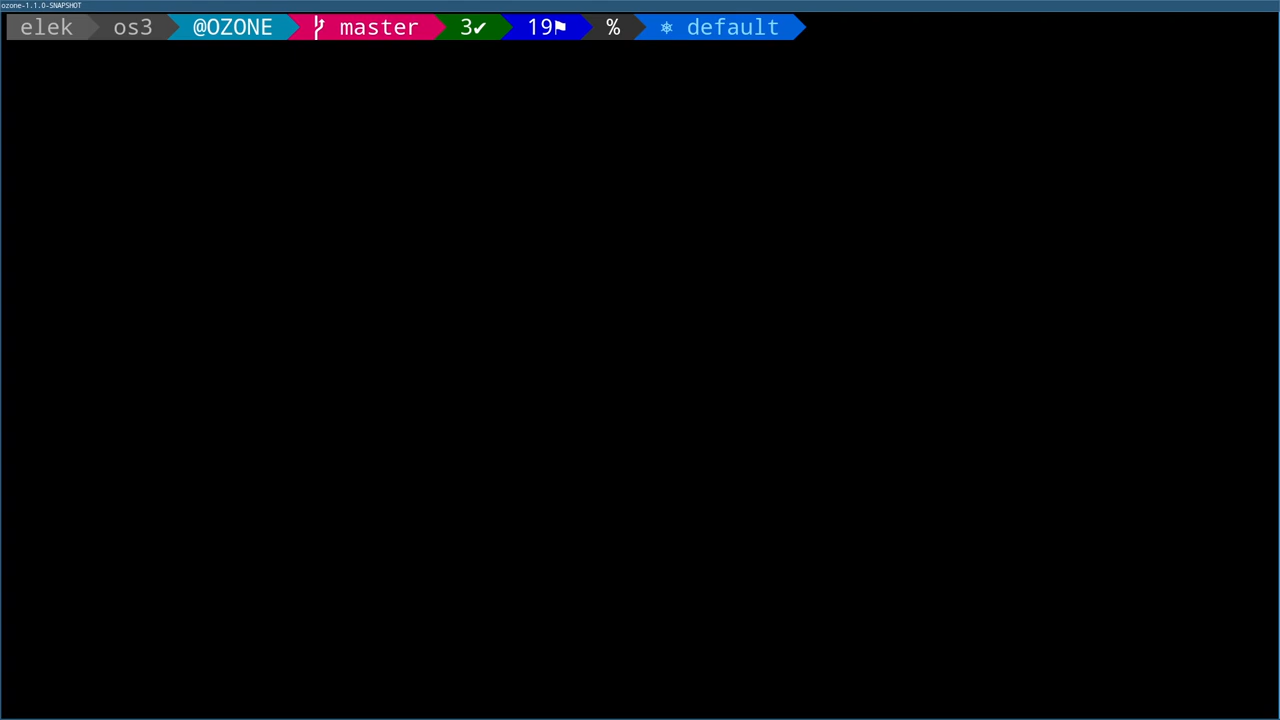 ozone-1.1.0-SNAPSHOT
elek os3 @OZONE master 3✔ 19⚑ % ⎈ default